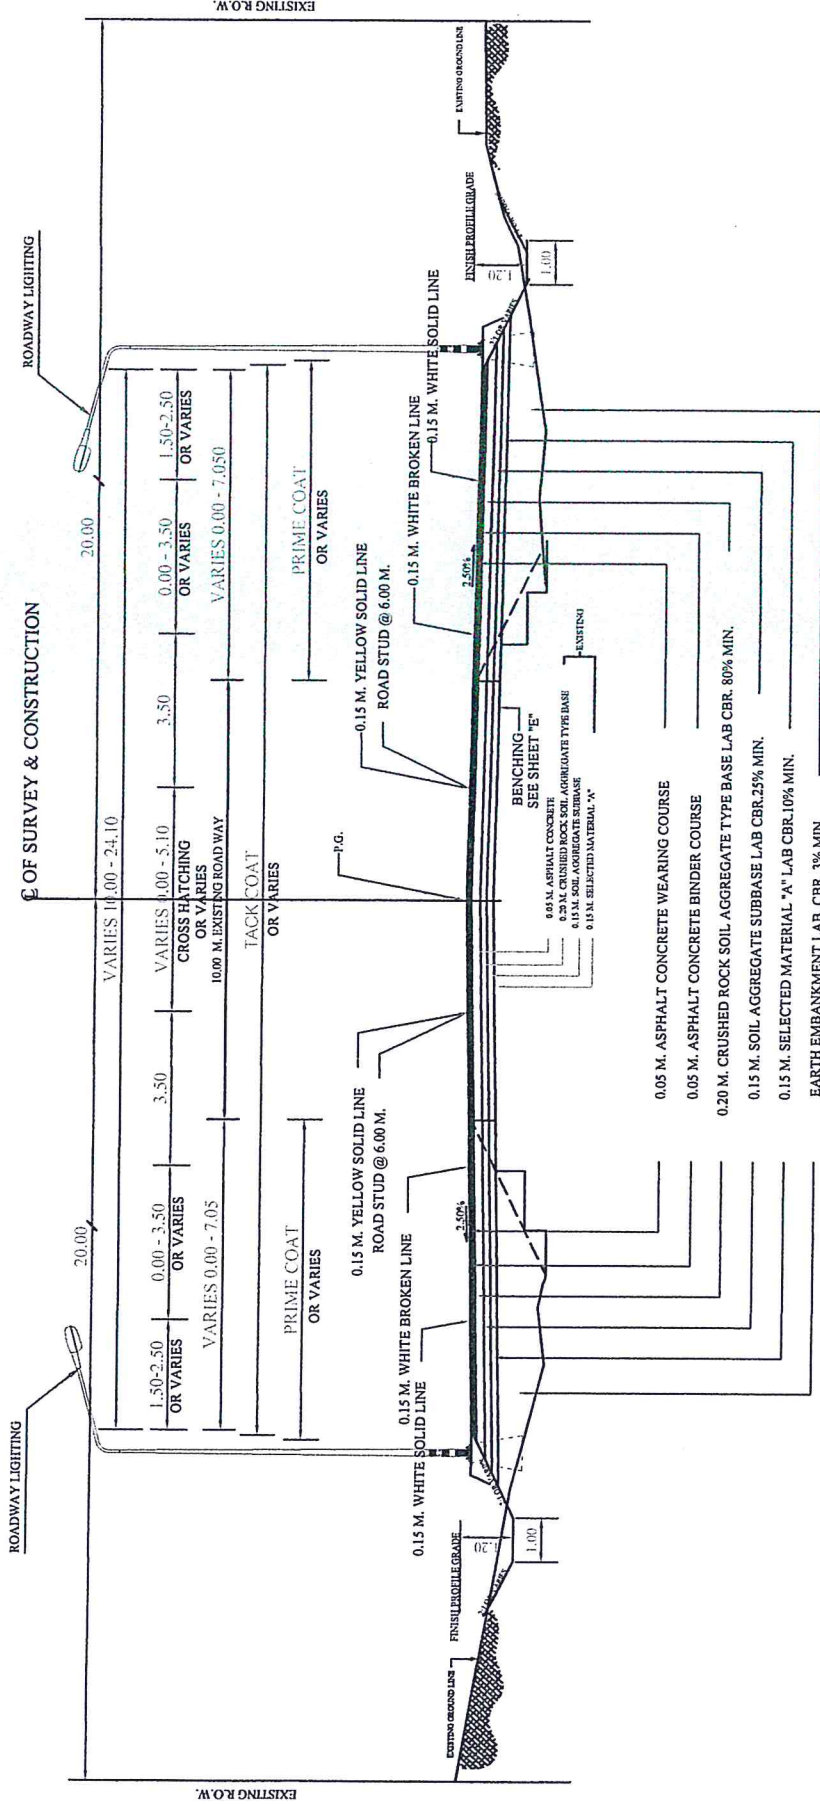 EXISTING R.O.W.
EXISTING R.O.W.
ROADWAY LIGHTING
ROADWAY LIGHTING
℄ OF SURVEY & CONSTRUCTION
20.00
20.00
VARIES 10.00 - 24.10
1.50-2.50
OR VARIES
0.00 - 3.50
OR VARIES
3.50
VARIES 0.00 - 5.10
CROSS HATCHING
OR VARIES
3.50
0.00 - 3.50
OR VARIES
1.50-2.50
OR VARIES
VARIES 0.00 - 7.05
10.00 M. EXISTING ROAD WAY
VARIES 0.00 - 7.050
TACK COAT
OR VARIES
PRIME COAT
OR VARIES
PRIME COAT
OR VARIES
P.G.
0.15 M. YELLOW SOLID LINE
ROAD STUD @ 6.00 M.
0.15 M. YELLOW SOLID LINE
ROAD STUD @ 6.00 M.
0.15 M. WHITE BROKEN LINE
0.15 M. WHITE SOLID LINE
0.15 M. WHITE BROKEN LINE
0.15 M. WHITE SOLID LINE
EXISTING GROUND LINE
FINISH PROFILE GRADE
1.20
1.00
2.50%
2.50%
FINISH PROFILE GRADE
EXISTING GROUND LINE
1.20
1.00
BENCHING
SEE SHEET "E"
0.05 M. ASPHALT CONCRETE
0.20 M. CRUSHED ROCK SOIL AGGREGATE TYPE BASE
0.15 M. SOIL AGGREGATE SUBBASE
0.15 M. SELECTED MATERIAL "A"
EXISTING
0.05 M. ASPHALT CONCRETE WEARING COURSE
0.05 M. ASPHALT CONCRETE BINDER COURSE
0.20 M. CRUSHED ROCK SOIL AGGREGATE TYPE BASE LAB CBR. 80% MIN.
0.15 M. SOIL AGGREGATE SUBBASE LAB CBR.25% MIN.
0.15 M. SELECTED MATERIAL "A" LAB CBR.10% MIN.
EARTH EMBANKMENT LAB. CBR. 3% MIN.